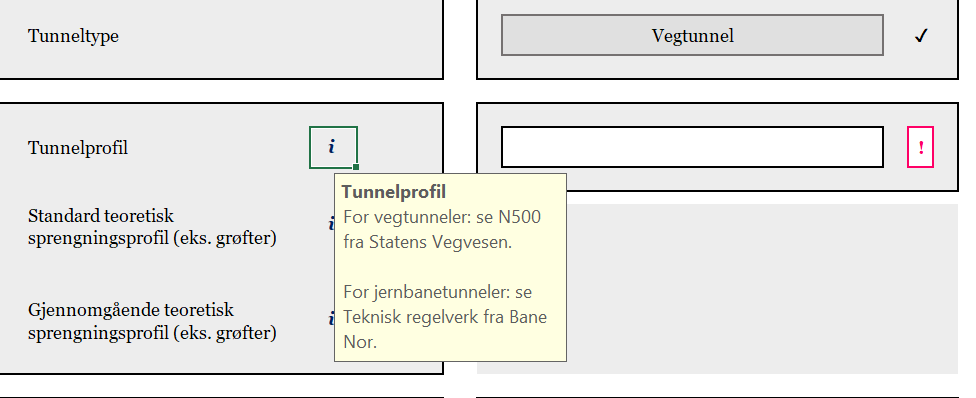 Tunneltype
Vegtunnel
✓
Tunnelprofil
i
!
Tunnelprofil
For vegtunneler: se N500
fra Statens Vegvesen.
For jernbanetunneler: se
Teknisk regelverk fra Bane
Nor.
Standard teoretisk
sprengningsprofil (eks. grøfter)
i
Gjennomgående teoretisk
sprengningsprofil (eks. grøfter)
i